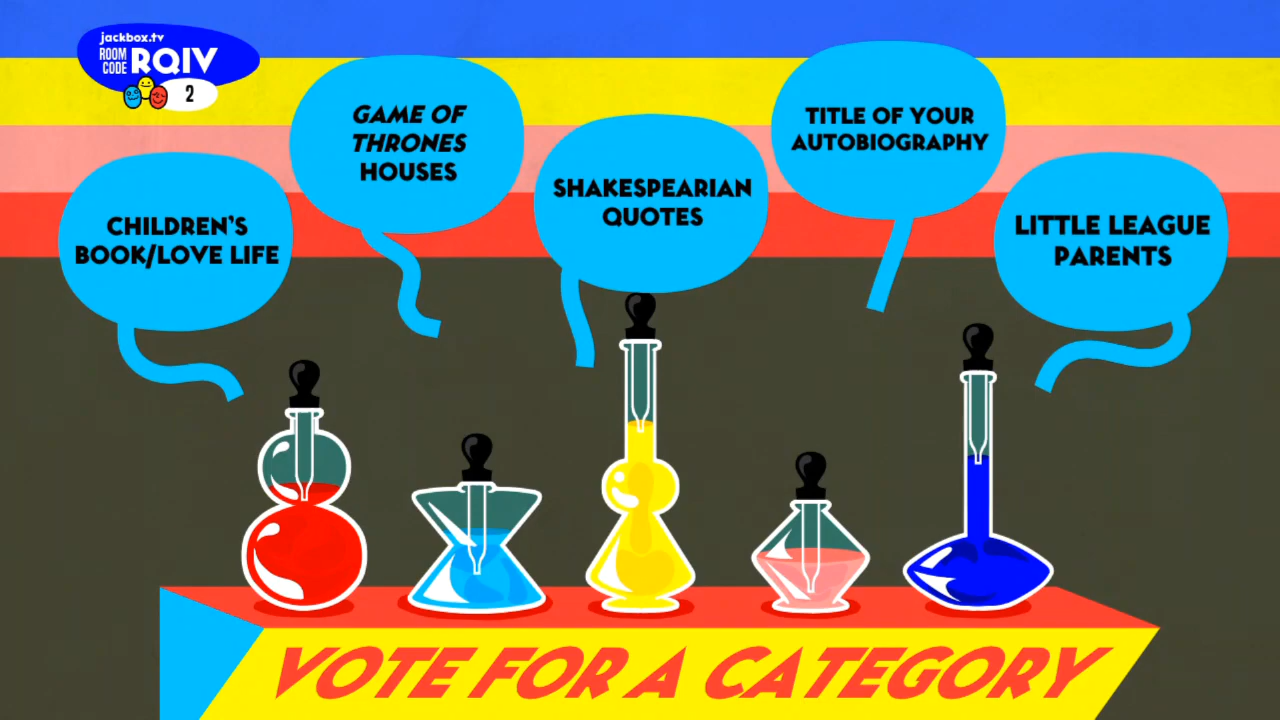 jackbox.tv
ROOM
CODE
RQIV
2
GAME OF
THRONES
HOUSES
TITLE OF YOUR
AUTOBIOGRAPHY
SHAKESPEARIAN
QUOTES
CHILDREN'S
BOOK/LOVE LIFE
LITTLE LEAGUE
PARENTS
VOTE FOR A CATEGORY